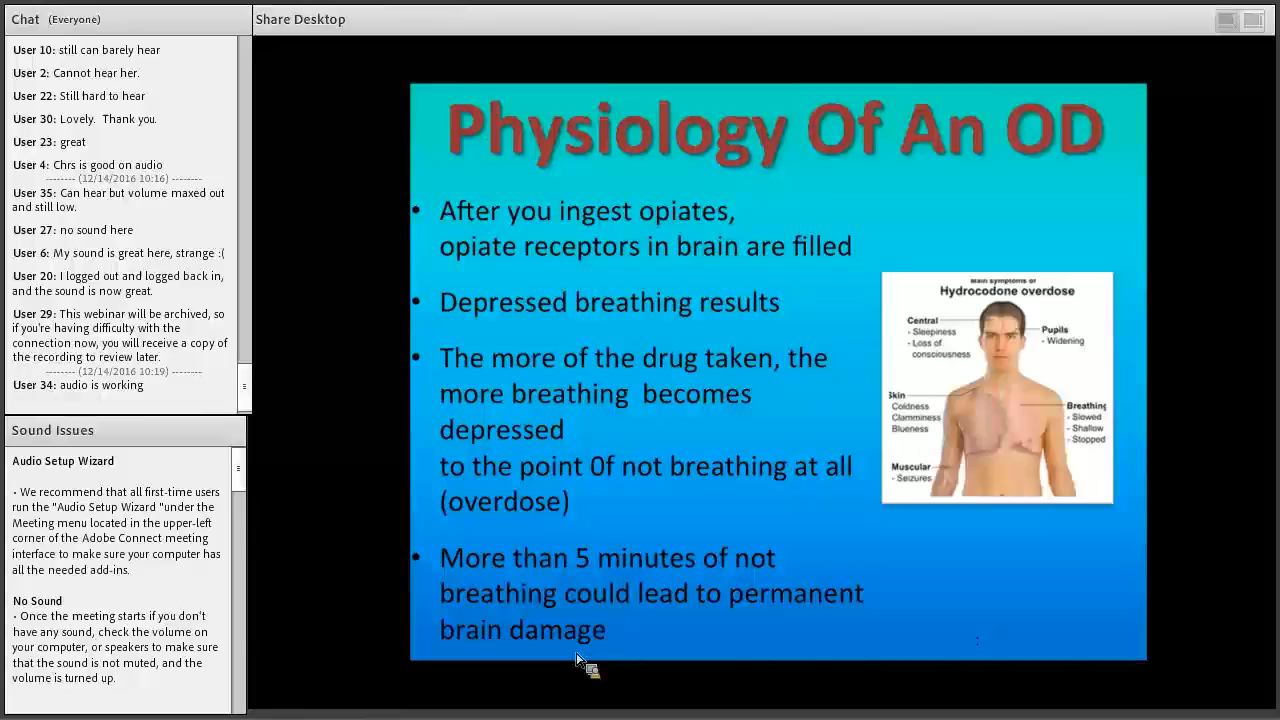 Chat (Everyone)
User 10: still can barely hear
User 2: Cannot hear her.
User 22: Still hard to hear
User 30: Lovely. Thank you.
User 23: great
User 4: Chrs is good on audio
-------- (12/14/2016 10:16) --------
User 35: Can hear but volume maxed out
and still low.
User 27: no sound here
User 6: My sound is great here, strange :(
User 20: I logged out and logged back in,
and the sound is now great.
User 29: This webinar will be archived, so
if you're having difficulty with the
connection now, you will receive a copy of
the recording to review later.
-------- (12/14/2016 10:19) --------
User 34: audio is working
Sound Issues
Audio Setup Wizard
• We recommend that all first-time users
run the "Audio Setup Wizard "under the
Meeting menu located in the upper-left
corner of the Adobe Connect meeting
interface to make sure your computer has
all the needed add-ins.
No Sound
• Once the meeting starts if you don't
have any sound, check the volume on
your computer, or speakers to make sure
that the sound is not muted, and the
volume is turned up.
Share Desktop
Physiology Of An OD
• After you ingest opiates,
opiate receptors in brain are filled
• Depressed breathing results
• The more of the drug taken, the
more breathing becomes
depressed
to the point 0f not breathing at all
(overdose)
• More than 5 minutes of not
breathing could lead to permanent
brain damage
Main symptoms of
Hydrocodone overdose
Central
- Sleepiness
- Loss of
consciousness
Pupils
- Widening
Skin
Coldness
Clamminess
Blueness
Breathing
- Slowed
- Shallow
- Stopped
Muscular
- Seizures
: